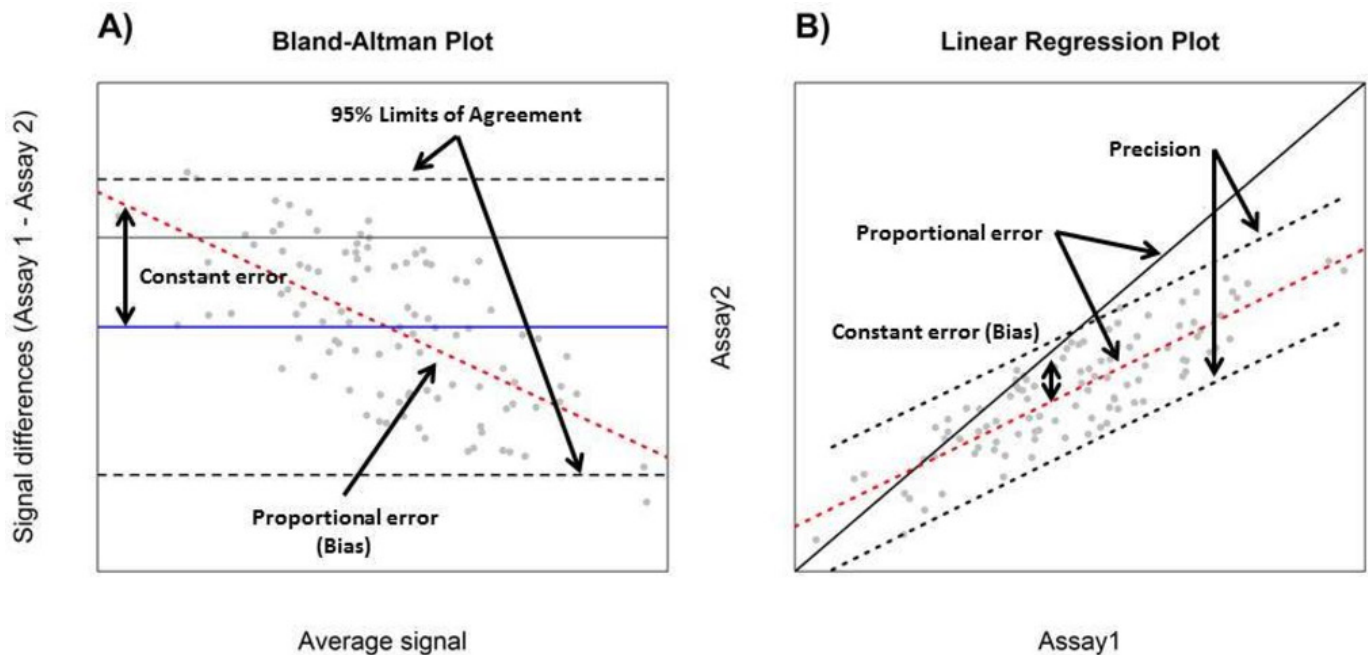 A)
Bland-Altman Plot
Signal differences (Assay 1 - Assay 2)
95% Limits of Agreement
Constant error
Proportional error
(Bias)
Average signal
B)
Linear Regression Plot
Assay2
Precision
Proportional error
Constant error (Bias)
Assay1